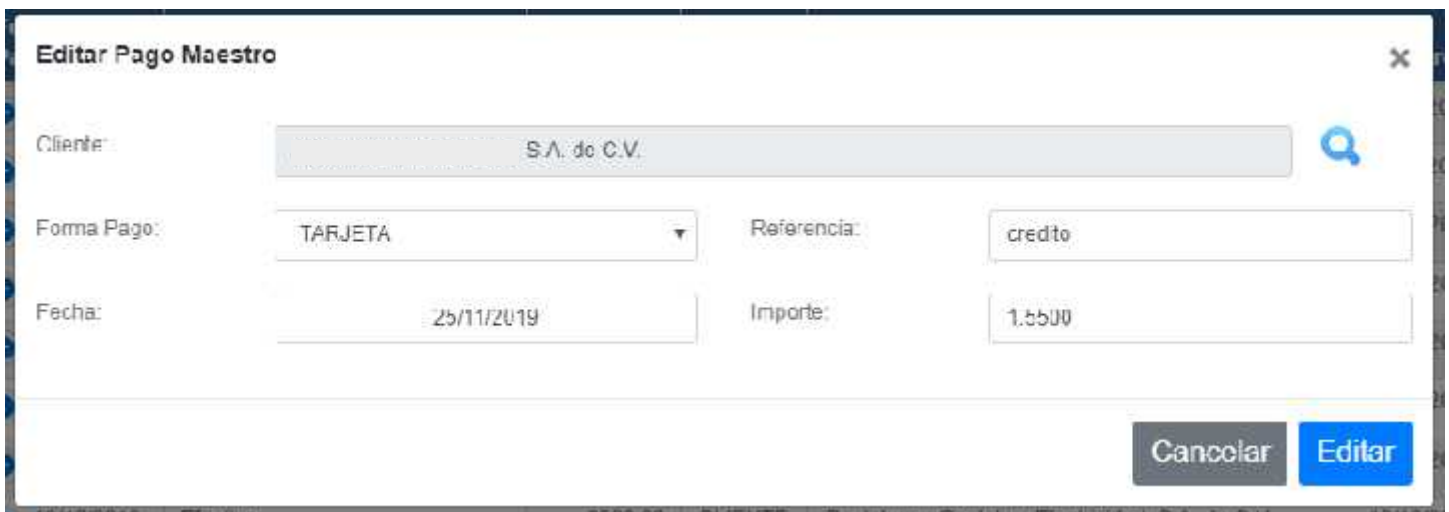 Editar Pago Maestro
×
Cliente: S.A. de C.V.
Forma Pago: TARJETA Referencia: credito
Fecha: 25/11/2019 Importe: 1.5500
Cancelar Editar